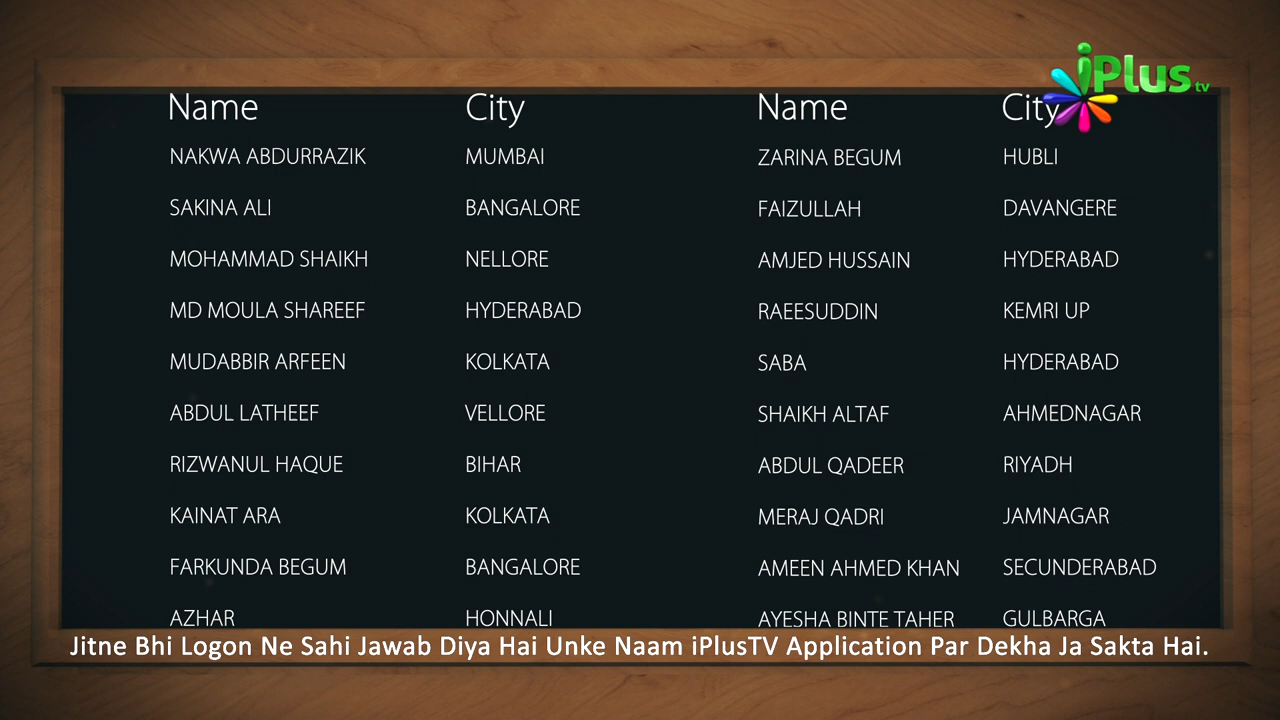 iPlus tv
Name City Name City
NAKWA ABDURRAZIK MUMBAI ZARINA BEGUM HUBLI
SAKINA ALI BANGALORE FAIZULLAH DAVANGERE
MOHAMMAD SHAIKH NELLORE AMJED HUSSAIN HYDERABAD
MD MOULA SHAREEF HYDERABAD RAEESUDDIN KEMRI UP
MUDABBIR ARFEEN KOLKATA SABA HYDERABAD
ABDUL LATHEEF VELLORE SHAIKH ALTAF AHMEDNAGAR
RIZWANUL HAQUE BIHAR ABDUL QADEER RIYADH
KAINAT ARA KOLKATA MERAJ QADRI JAMNAGAR
FARKUNDA BEGUM BANGALORE AMEEN AHMED KHAN SECUNDERABAD
AZHAR HONNALI AYESHA BINTE TAHER GULBARGA
Jitne Bhi Logon Ne Sahi Jawab Diya Hai Unke Naam iPlusTV Application Par Dekha Ja Sakta Hai.